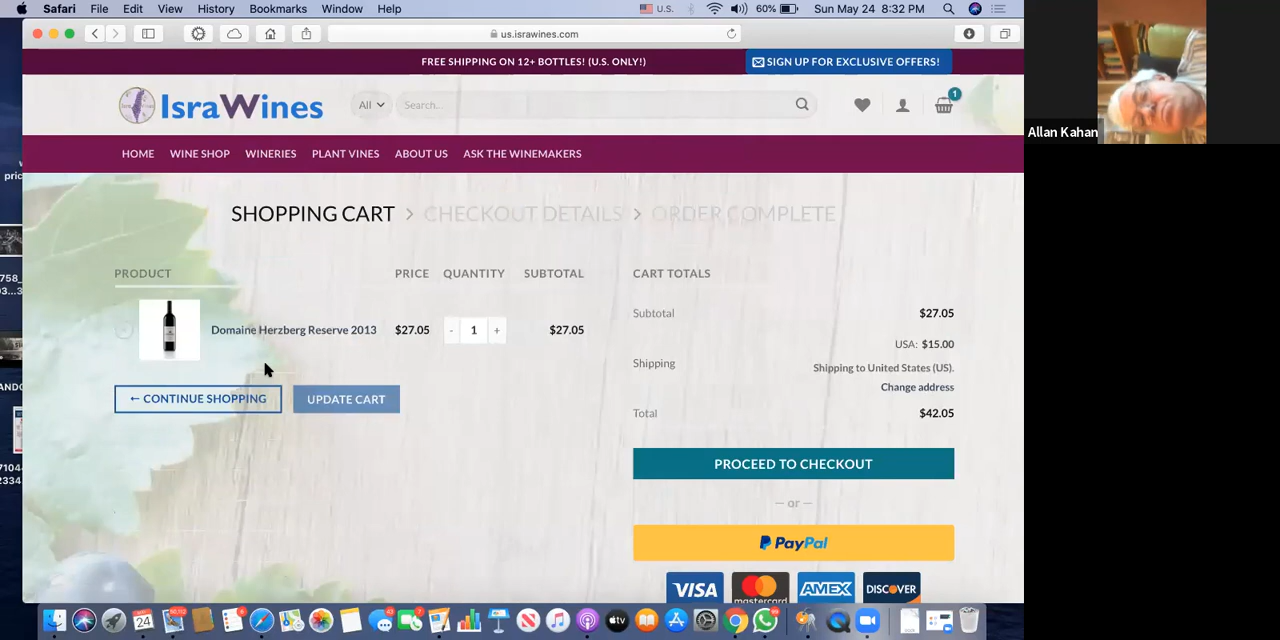 Safari File Edit View History Bookmarks Window Help U.S. 60% Sun May 24 8:32 PM
us.israwines.com
FREE SHIPPING ON 12+ BOTTLES! (U.S. ONLY!) SIGN UP FOR EXCLUSIVE OFFERS!
IsraWines All Search... 1
HOME WINE SHOP WINERIES PLANT VINES ABOUT US ASK THE WINEMAKERS
SHOPPING CART > CHECKOUT DETAILS > ORDER COMPLETE
PRODUCT PRICE QUANTITY SUBTOTAL
Domaine Herzberg Reserve 2013 $27.05 - 1 + $27.05
← CONTINUE SHOPPING UPDATE CART
CART TOTALS
Subtotal $27.05
Shipping USA: $15.00
Shipping to United States (US).
Change address
Total $42.05
PROCEED TO CHECKOUT
— or —
PayPal
VISA mastercard AMEX DISCOVER
Allan Kahan